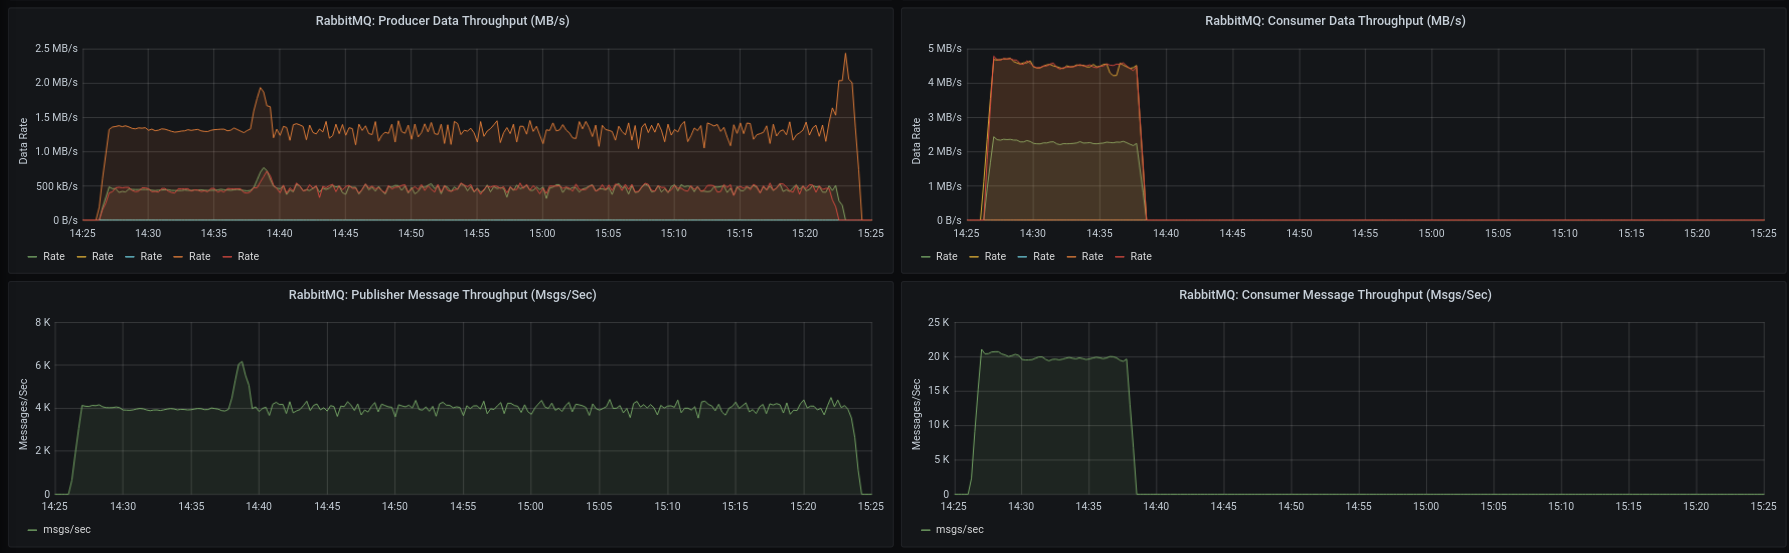 RabbitMQ: Producer Data Throughput (MB/s)
Data Rate
2.5 MB/s
2.0 MB/s
1.5 MB/s
1.0 MB/s
500 kB/s
0 B/s
14:25 14:30 14:35 14:40 14:45 14:50 14:55 15:00 15:05 15:10 15:15 15:20 15:25
Rate Rate Rate Rate Rate
RabbitMQ: Consumer Data Throughput (MB/s)
Data Rate
5 MB/s
4 MB/s
3 MB/s
2 MB/s
1 MB/s
0 B/s
14:25 14:30 14:35 14:40 14:45 14:50 14:55 15:00 15:05 15:10 15:15 15:20 15:25
Rate Rate Rate Rate Rate
RabbitMQ: Publisher Message Throughput (Msgs/Sec)
Messages/Sec
8 K
6 K
4 K
2 K
0
14:25 14:30 14:35 14:40 14:45 14:50 14:55 15:00 15:05 15:10 15:15 15:20 15:25
msgs/sec
RabbitMQ: Consumer Message Throughput (Msgs/Sec)
Messages/Sec
25 K
20 K
15 K
10 K
5 K
0
14:25 14:30 14:35 14:40 14:45 14:50 14:55 15:00 15:05 15:10 15:15 15:20 15:25
msgs/sec